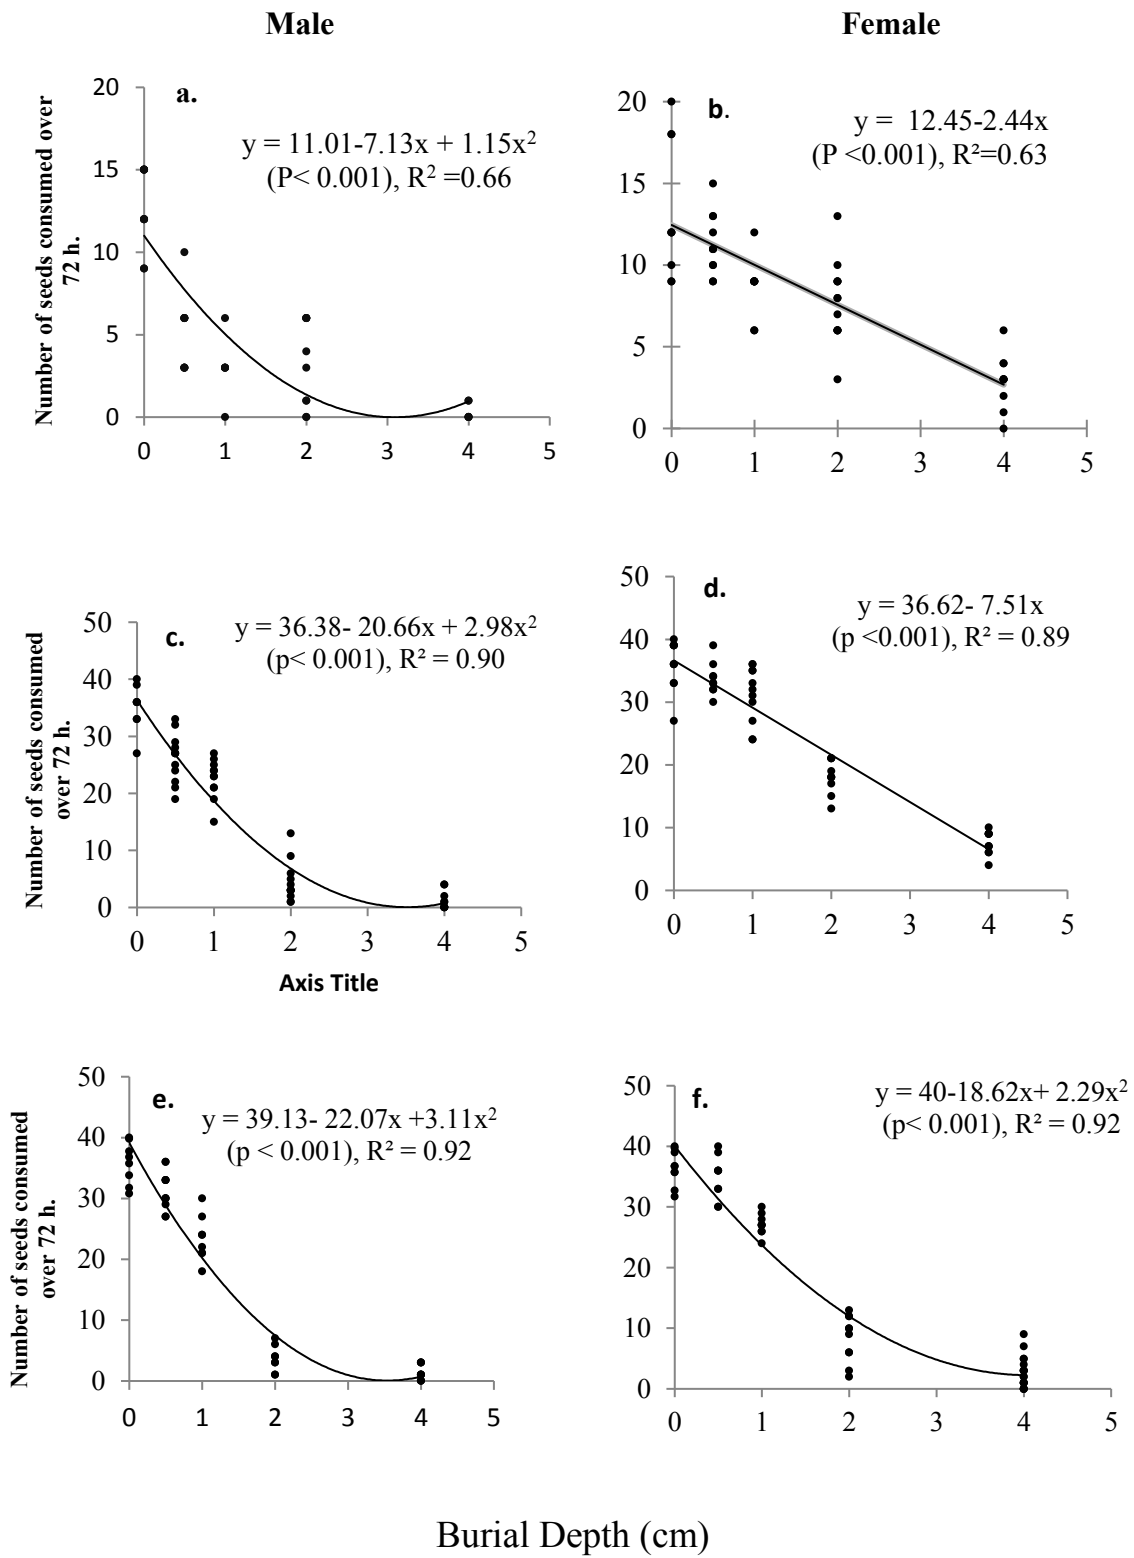 Male
Female
a.
y = 11.01-7.13x + 1.15x²
(P< 0.001), R² =0.66
Number of seeds consumed over
72 h.
20
15
10
5
0
0 1 2 3 4 5
b.
y = 12.45-2.44x
(P <0.001), R²=0.63
20
15
10
5
0
0 1 2 3 4 5
c.
y = 36.38- 20.66x + 2.98x²
(p< 0.001), R² = 0.90
Number of seeds consumed
over 72 h.
50
40
30
20
10
0
0 1 2 3 4 5
Axis Title
d.
y = 36.62- 7.51x
(p <0.001), R² = 0.89
50
40
30
20
10
0
0 1 2 3 4 5
e.
y = 39.13- 22.07x +3.11x²
(p < 0.001), R² = 0.92
Number of seeds consumed
over 72 h.
50
40
30
20
10
0
0 1 2 3 4 5
f.
y = 40-18.62x+ 2.29x²
(p< 0.001), R² = 0.92
50
40
30
20
10
0
0 1 2 3 4 5
Burial Depth (cm)